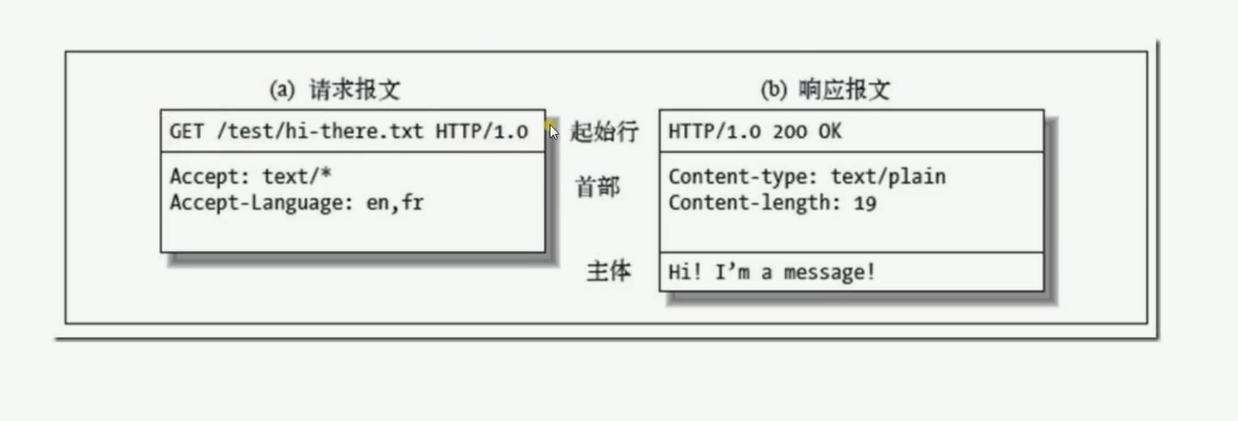 (a) 请求报文
GET /test/hi-there.txt HTTP/1.0
Accept: text/*
Accept-Language: en,fr
起始行
首部
主体
(b) 响应报文
HTTP/1.0 200 OK
Content-type: text/plain
Content-length: 19
Hi! I’m a message!